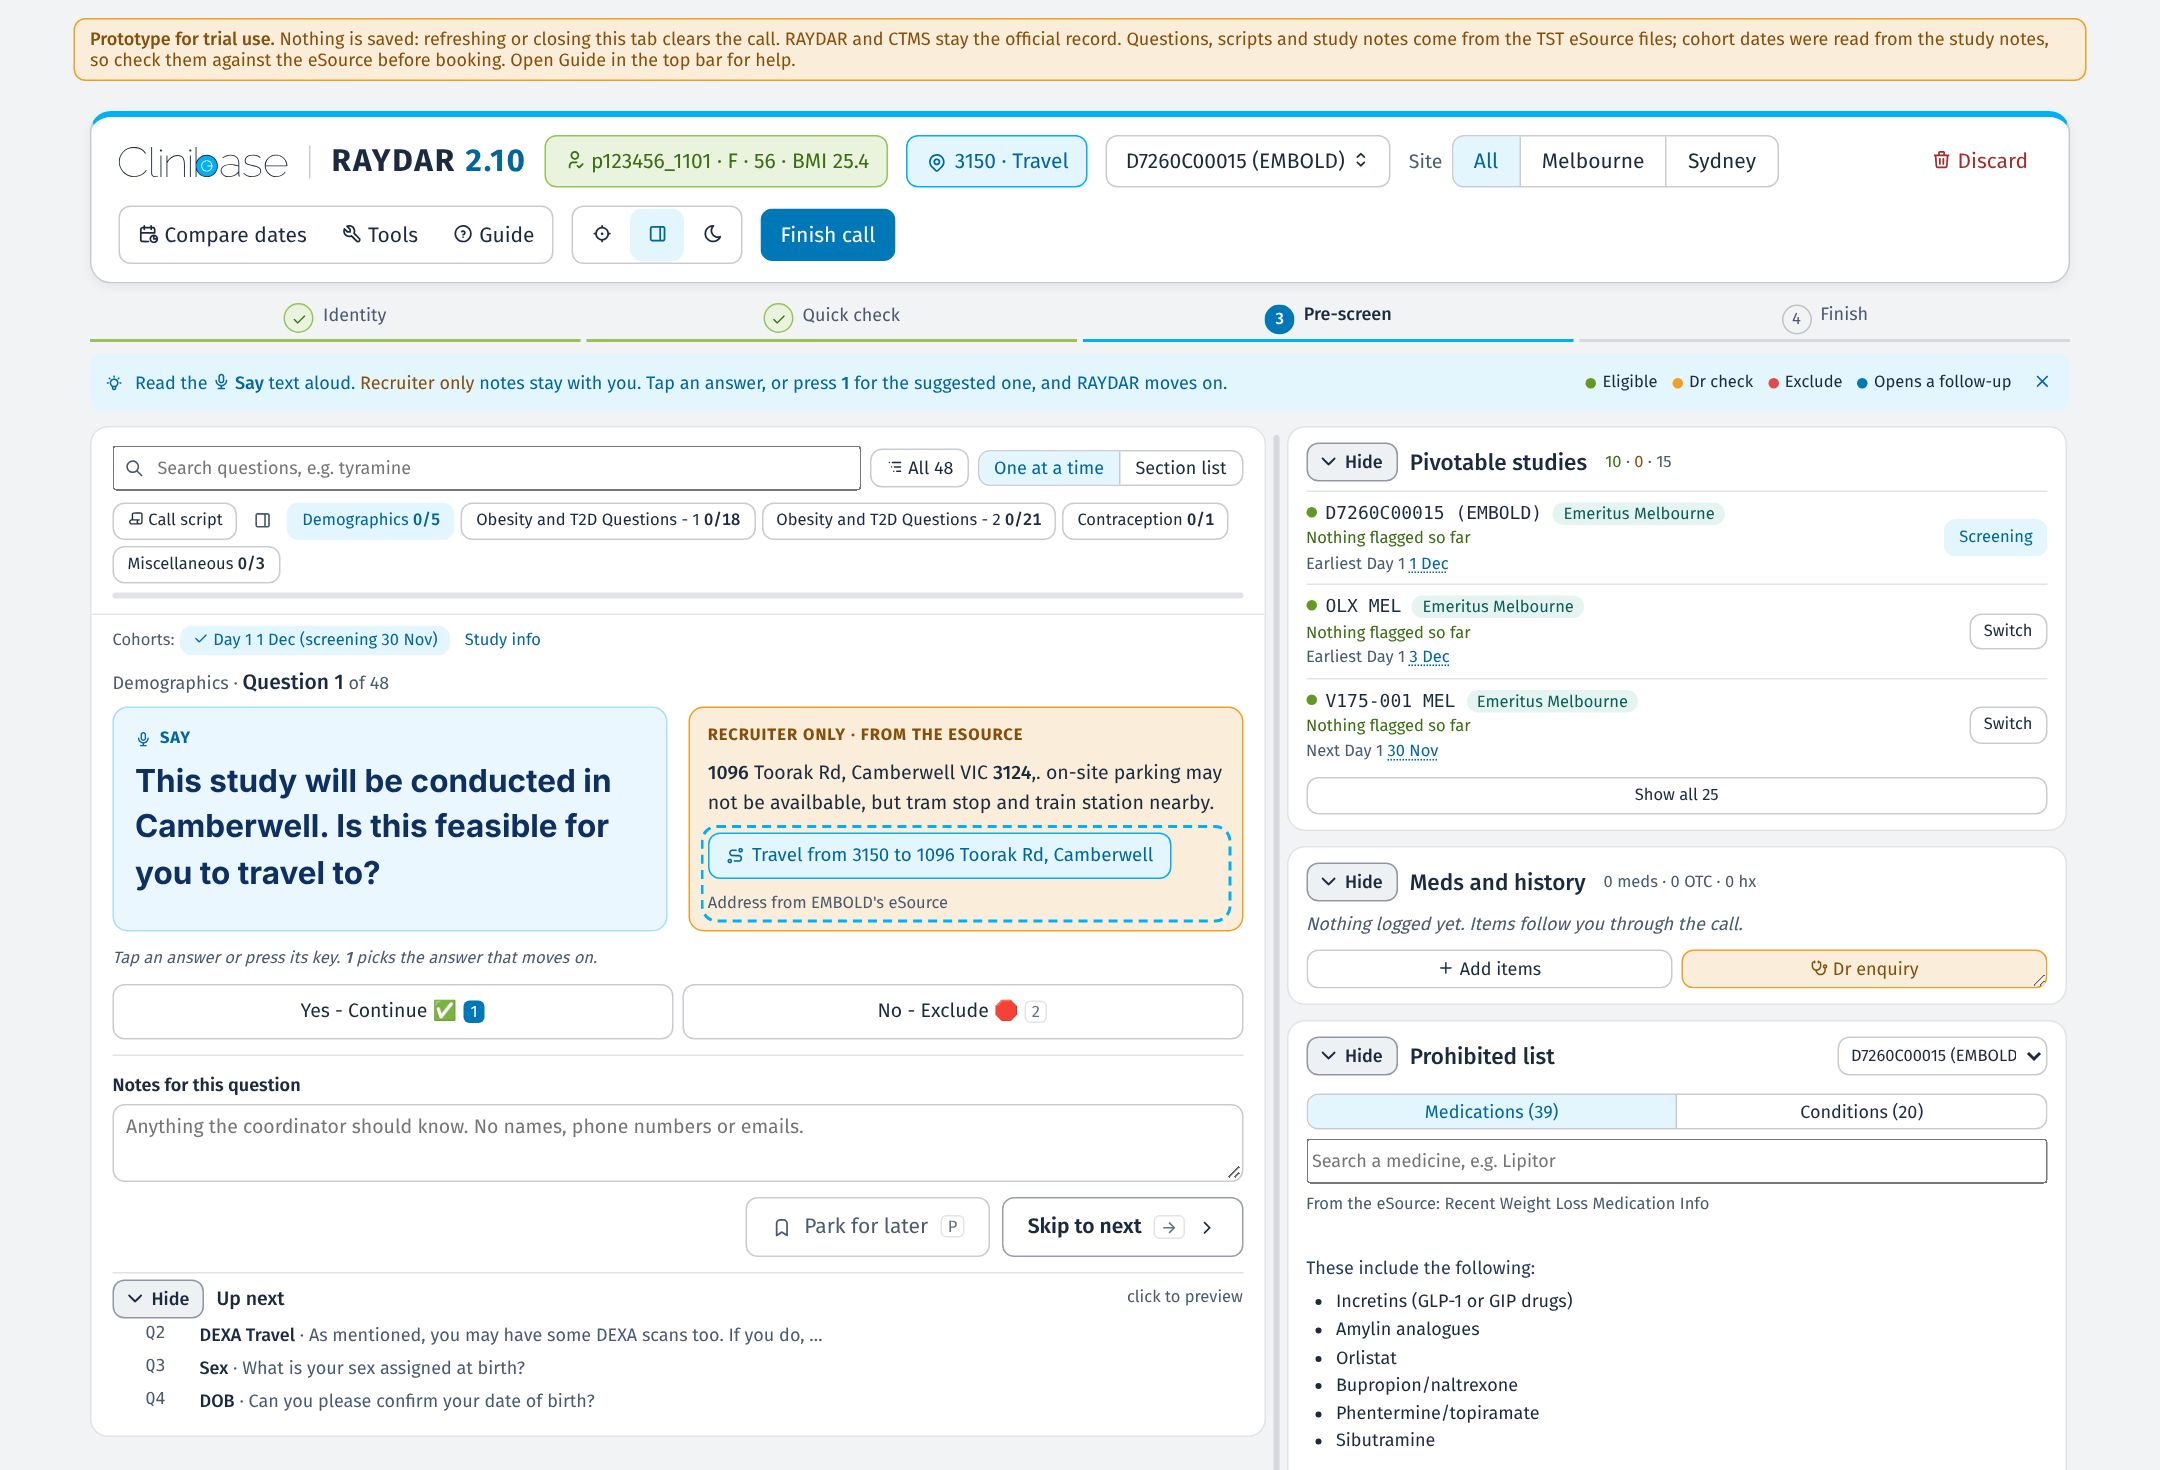 Prototype for trial use. Nothing is saved: refreshing or closing this tab clears the call. RAYDAR and CTMS stay the official record. Questions, scripts and study notes come from the TST eSource files; cohort dates were read from the study notes,
so check them against the eSource before booking. Open Guide in the top bar for help.
Clinibase
RAYDAR 2.10
p123456_1101 · F · 56 · BMI 25.4
3150 · Travel
D7260C00015 (EMBOLD)
Site
All
Melbourne
Sydney
Discard
Compare dates
Tools
Guide
Finish call
Identity
Quick check
3 Pre-screen
4 Finish
Read the Say text aloud. Recruiter only notes stay with you. Tap an answer, or press 1 for the suggested one, and RAYDAR moves on.
Eligible
Dr check
Exclude
Opens a follow-up
Search questions, e.g. tyramine
All 48
One at a time
Section list
Call script
Demographics 0/5
Obesity and T2D Questions - 1 0/18
Obesity and T2D Questions - 2 0/21
Contraception 0/1
Miscellaneous 0/3
Cohorts:
Day 1 1 Dec (screening 30 Nov)
Study info
Demographics · Question 1 of 48
SAY
This study will be conducted in
Camberwell. Is this feasible for
you to travel to?
RECRUITER ONLY · FROM THE ESOURCE
1096 Toorak Rd, Camberwell VIC 3124,. on-site parking may
not be availbable, but tram stop and train station nearby.
Travel from 3150 to 1096 Toorak Rd, Camberwell
Address from EMBOLD's eSource
Tap an answer or press its key. 1 picks the answer that moves on.
Yes - Continue ✅ 1
No - Exclude 🛑 2
Notes for this question
Anything the coordinator should know. No names, phone numbers or emails.
Park for later P
Skip to next →
Hide
Up next
click to preview
Q2 DEXA Travel · As mentioned, you may have some DEXA scans too. If you do, ...
Q3 Sex · What is your sex assigned at birth?
Q4 DOB · Can you please confirm your date of birth?
Hide
Pivotable studies
10 · 0 · 15
D7260C00015 (EMBOLD)
Emeritus Melbourne
Nothing flagged so far
Earliest Day 1 1 Dec
Screening
OLX MEL
Emeritus Melbourne
Nothing flagged so far
Earliest Day 1 3 Dec
Switch
V175-001 MEL
Emeritus Melbourne
Nothing flagged so far
Next Day 1 30 Nov
Switch
Show all 25
Hide
Meds and history
0 meds · 0 OTC · 0 hx
Nothing logged yet. Items follow you through the call.
+ Add items
Dr enquiry
Hide
Prohibited list
D7260C00015 (EMBOLD
Medications (39)
Conditions (20)
Search a medicine, e.g. Lipitor
From the eSource: Recent Weight Loss Medication Info
These include the following:
• Incretins (GLP-1 or GIP drugs)
• Amylin analogues
• Orlistat
• Bupropion/naltrexone
• Phentermine/topiramate
• Sibutramine